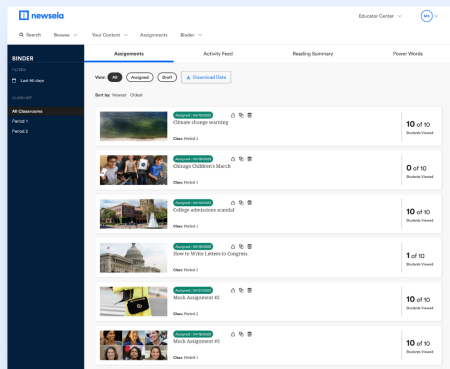 newsela
Educator Center
MS
Search Browse Your Content Assignments Binder
BINDER
FILTERS
Last 90 days
CLASS LIST
All Classrooms
Period 1
Period 2
Assignments Activity Feed Reading Summary Power Words
View: All Assigned Draft Download Data
Sort by: Newest Oldest
Climate change warning
Class: Period 2
10 of 10
Students Viewed
Chicago Children's March
Class: Period 1
0 of 10
Students Viewed
College admissions scandal
Class: Period 1
10 of 10
Students Viewed
How to Write Letters to Congress
Class: Period 2
1 of 10
Students Viewed
Mock Assignment #2
Class: Period 2
10 of 10
Students Viewed
Mock Assignment #3
Class: Period 1
10 of 10
Students Viewed